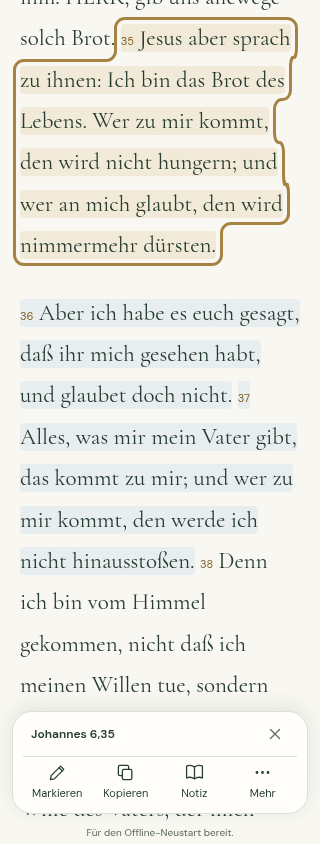 solch Brot. 35 Jesus aber sprach
zu ihnen: Ich bin das Brot des
Lebens. Wer zu mir kommt,
den wird nicht hungern; und
wer an mich glaubt, den wird
nimmermehr dürsten.
36 Aber ich habe es euch gesagt,
daß ihr mich gesehen habt,
und glaubet doch nicht. 37
Alles, was mir mein Vater gibt,
das kommt zu mir; und wer zu
mir kommt, den werde ich
nicht hinausstoßen. 38 Denn
ich bin vom Himmel
gekommen, nicht daß ich
meinen Willen tue, sondern
Johannes 6,35
Markieren Kopieren Notiz Mehr
Für den Offline-Neustart bereit.